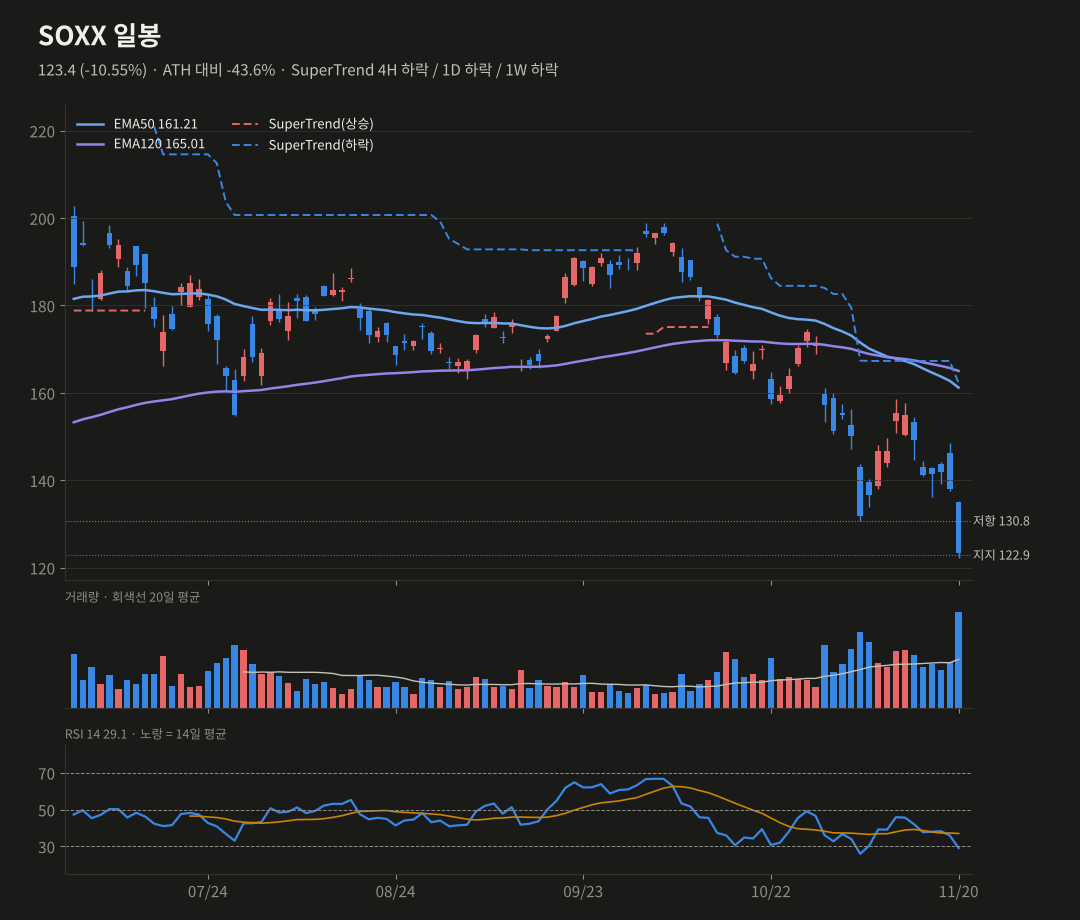 SOXX 일봉
123.4 (-10.55%) · ATH 대비 -43.6% · SuperTrend 4H 하락 / 1D 하락 / 1W 하락
EMA50 161.21
SuperTrend(상승)
EMA120 165.01
SuperTrend(하락)
220
200
180
160
140
120
저항 130.8
지지 122.9
거래량 · 회색선 20일 평균
RSI 14 29.1 · 노랑 = 14일 평균
70
50
30
07/24
08/24
09/23
10/22
11/20